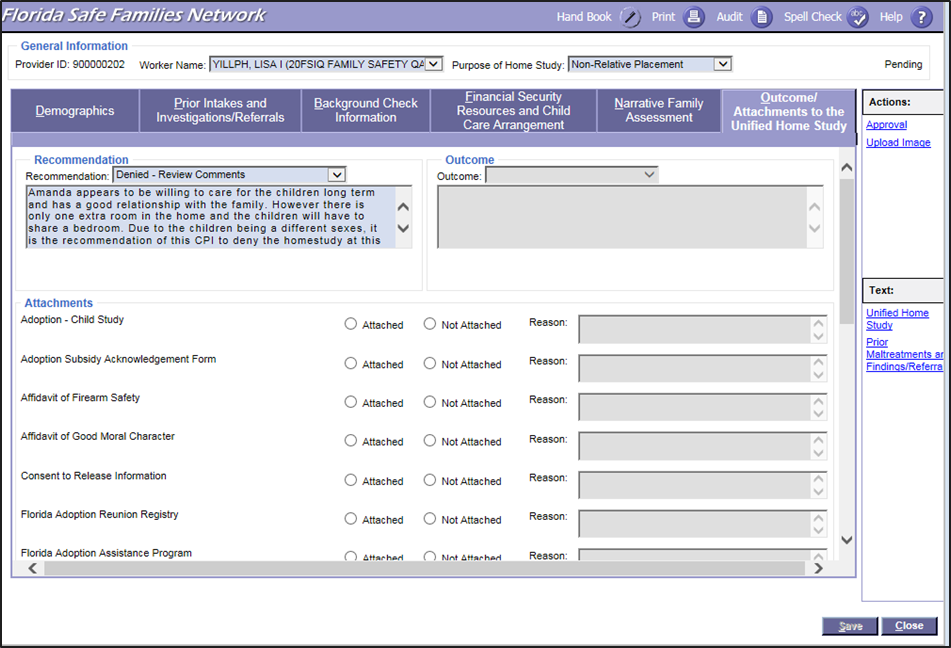 Florida Safe Families Network
Hand Book Print Audit Spell Check Help
General Information
Provider ID: 900000202 Worker Name: YILLPH, LISA I (20FSIQ FAMILY SAFETY QA Purpose of Home Study: Non-Relative Placement Pending
Demographics
Prior Intakes and
Investigations/Referrals
Background Check
Information
Financial Security
Resources and Child
Care Arrangement
Narrative Family
Assessment
Outcome/
Attachments to the
Unified Home Study
Actions:
Approval
Upload Image
Recommendation
Recommendation: Denied - Review Comments
Amanda appears to be willing to care for the children long term
and has a good relationship with the family. However there is
only one extra room in the home and the children will have to
share a bedroom. Due to the children being a different sexes, it
is the recommendation of this CPI to deny the homestudy at this
Outcome
Outcome:
Text:
Unified Home
Study
Prior
Maltreatments ar
Findings/Referra
Attachments
Adoption - Child Study Attached Not Attached Reason:
Adoption Subsidy Acknowledgement Form Attached Not Attached Reason:
Affidavit of Firearm Safety Attached Not Attached Reason:
Affidavit of Good Moral Character Attached Not Attached Reason:
Consent to Release Information Attached Not Attached Reason:
Florida Adoption Reunion Registry Attached Not Attached Reason:
Florida Adoption Assistance Program Attached Not Attached Reason:
Save Close